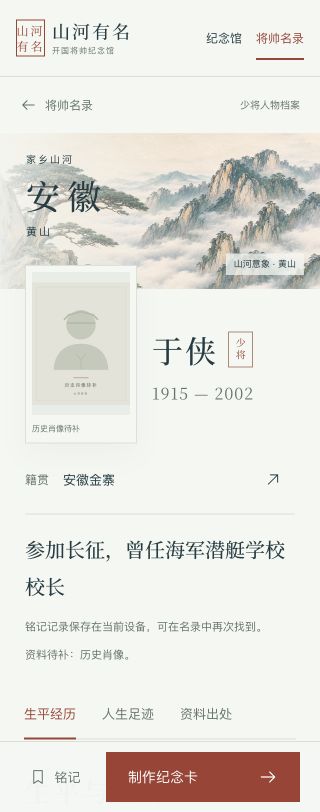 山河
有名
山河有名
开国将帅纪念馆
纪念馆
将帅名录
将帅名录
少将人物档案
家乡山河
安徽
黄山
山河意象·黄山
历史肖像待补
历史肖像待补
于侠
少将
1915 — 2002
籍贯 安徽金寨
参加长征，曾任海军潜艇学校
校长
铭记记录保存在当前设备，可在名录中再次找到。
资料待补：历史肖像。
生平经历
人生足迹
资料出处
铭记
制作纪念卡